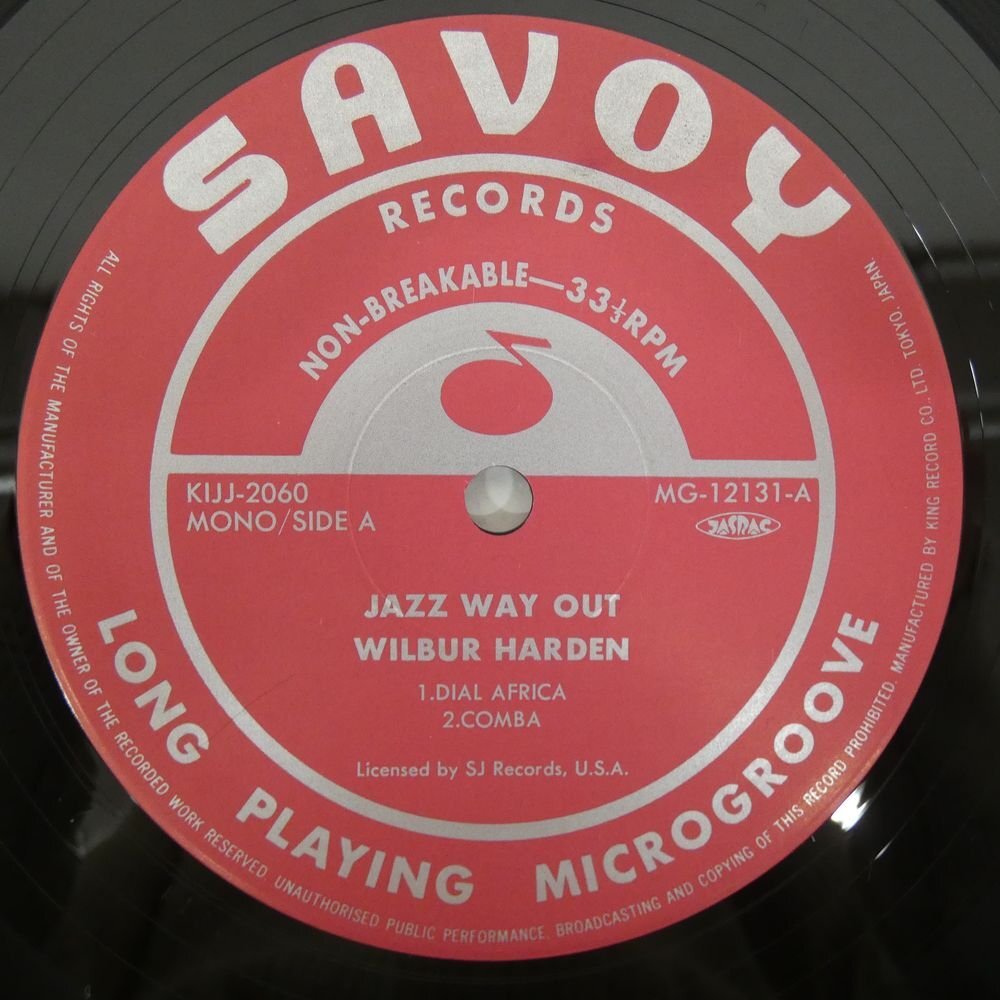 SAVOY
RECORDS
NON-BREAKABLE—33⅓RPM
KIJJ-2060
MONO/SIDE A
MG-12131-A
JASRAC
JAZZ WAY OUT
WILBUR HARDEN
1.DIAL AFRICA
2.COMBA
Licensed by SJ Records, U.S.A.
LONG PLAYING MICROGROOVE
ALL RIGHTS OF THE MANUFACTURER AND OF THE OWNER OF THE RECORDED WORK RESERVED UNAUTHORISED PUBLIC PERFORMANCE. BROADCASTING AND COPYING OF THIS RECORD PROHIBITED. MANUFACTURED BY KING RECORD CO., LTD. TOKYO, JAPAN.